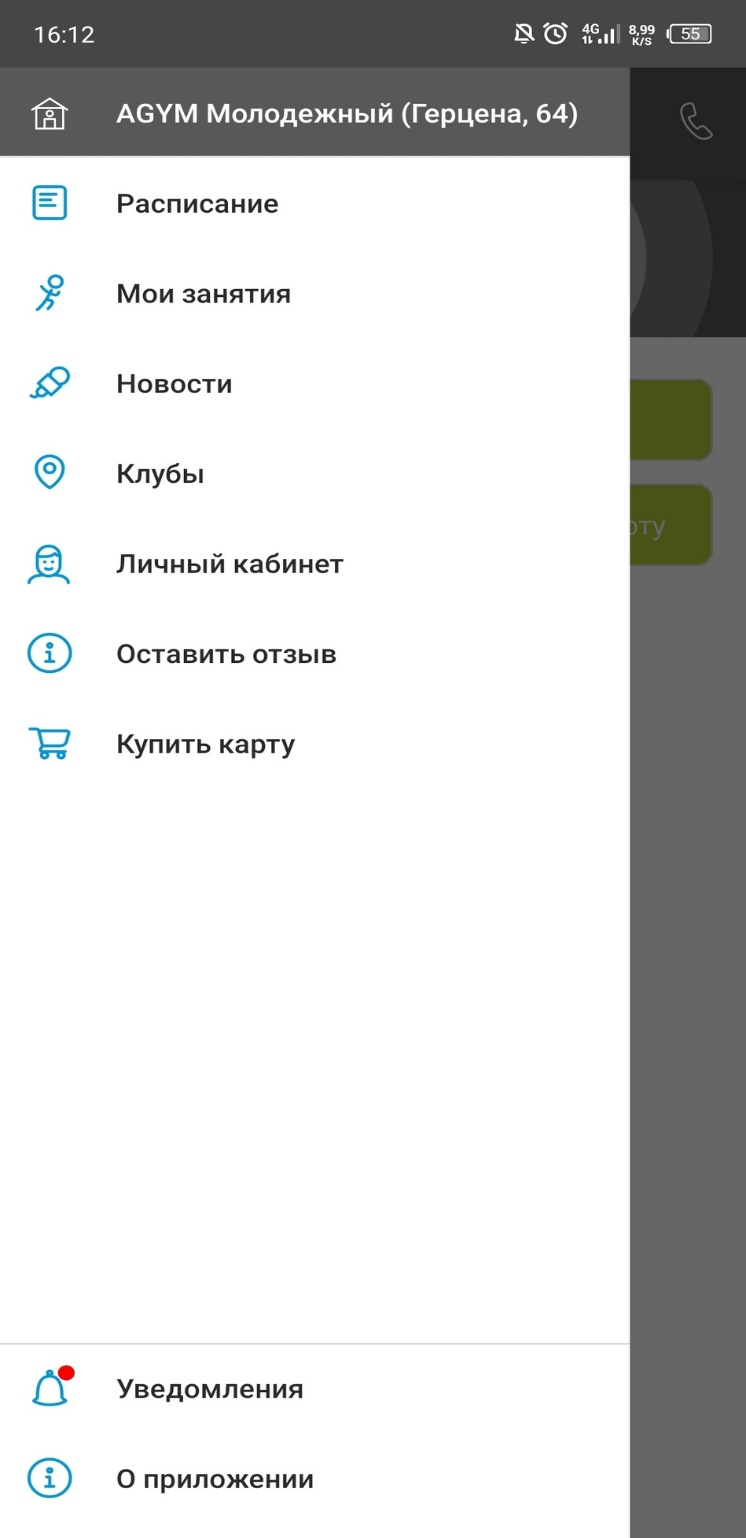 16:12
4G 8,99 K/S 55
AGYM Молодежный (Герцена, 64)
Расписание
Мои занятия
Новости
Клубы
Личный кабинет
Оставить отзыв
рту
Купить карту
Уведомления
О приложении